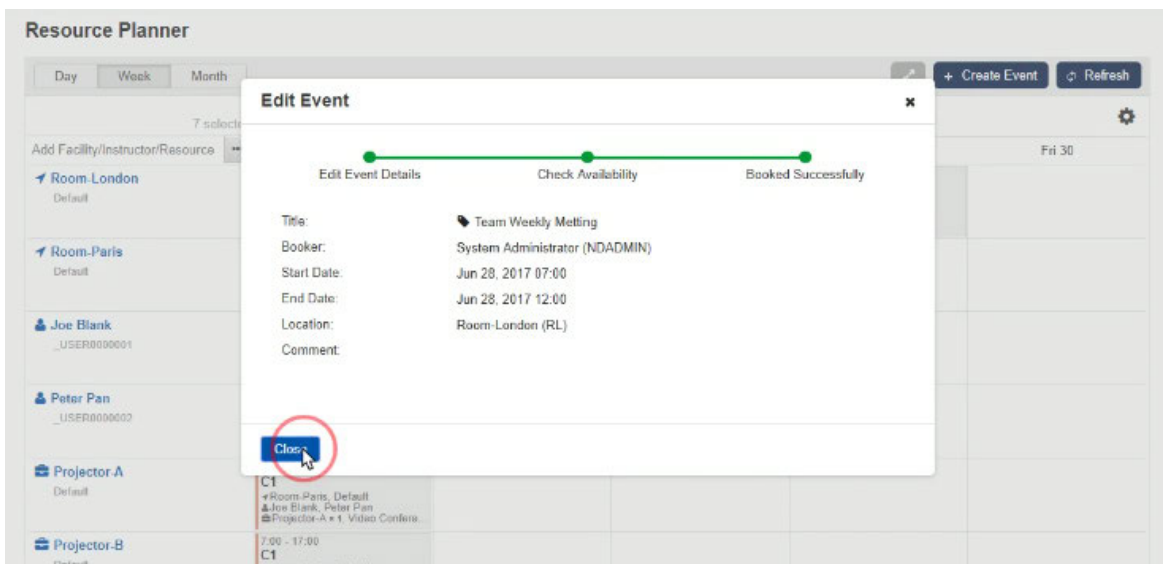 Resource Planner
Day Week Month
+ Create Event Refresh
Edit Event
7 selecte
Add Facility/Instructor/Resource
Fri 30
Room-London
Default
Edit Event Details Check Availability Booked Successfully
Title: Team Weekly Metting
Booker: System Administrator (NDADMIN)
Room-Paris
Default
Start Date: Jun 28, 2017 07:00
End Date: Jun 28, 2017 12:00
Location: Room-London (RL)
Joe Blank
_USER0000001
Comment:
Peter Pan
_USER0000002
Close
Projector-A
Default
C1
Room-Paris, Default
Joe Blank, Peter Pan
Projector-A × 1, Video Confere...
Projector-B
7:00 - 17:00
C1